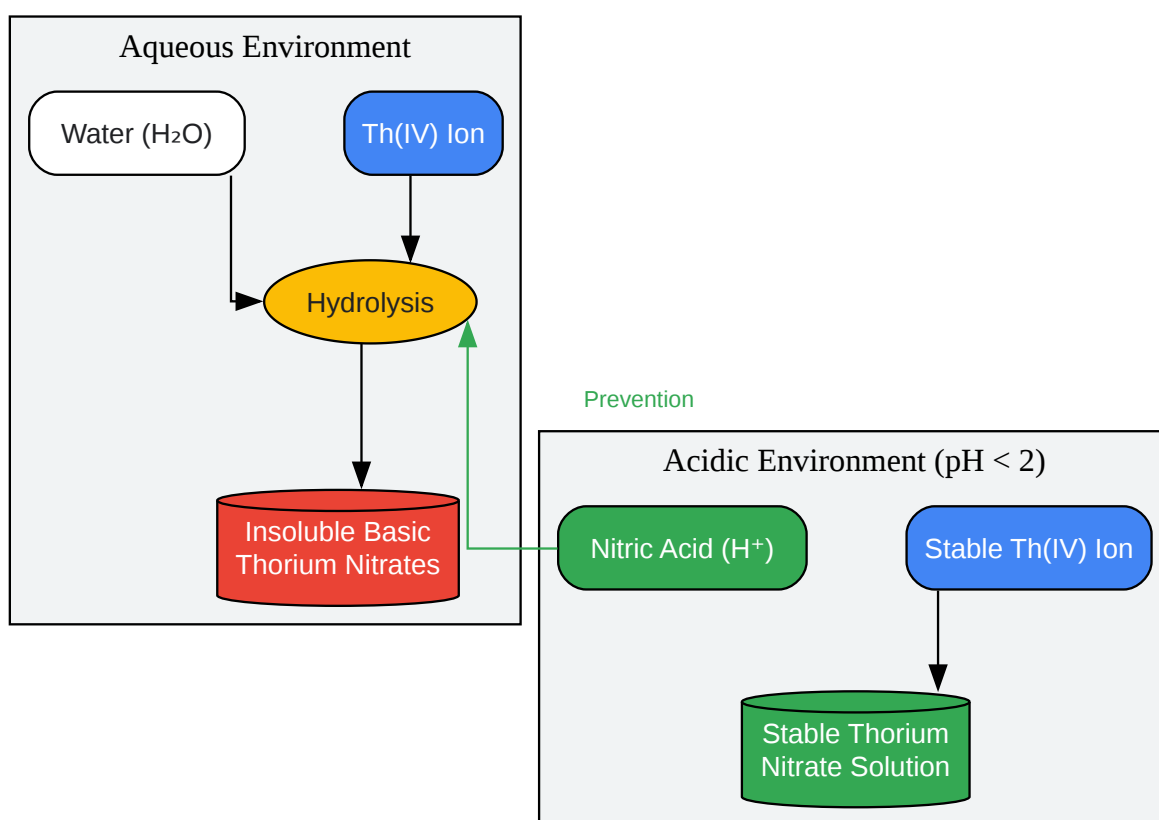 Aqueous Environment
Water (H₂O)
Th(IV) Ion
Hydrolysis
Insoluble Basic
Thorium Nitrates
Prevention
Acidic Environment (pH < 2)
Nitric Acid (H⁺)
Stable Th(IV) Ion
Stable Thorium
Nitrate Solution